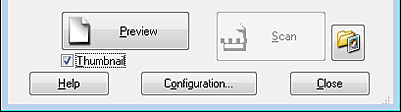 Preview
Scan
Thumbnail
Help
Configuration...
Close